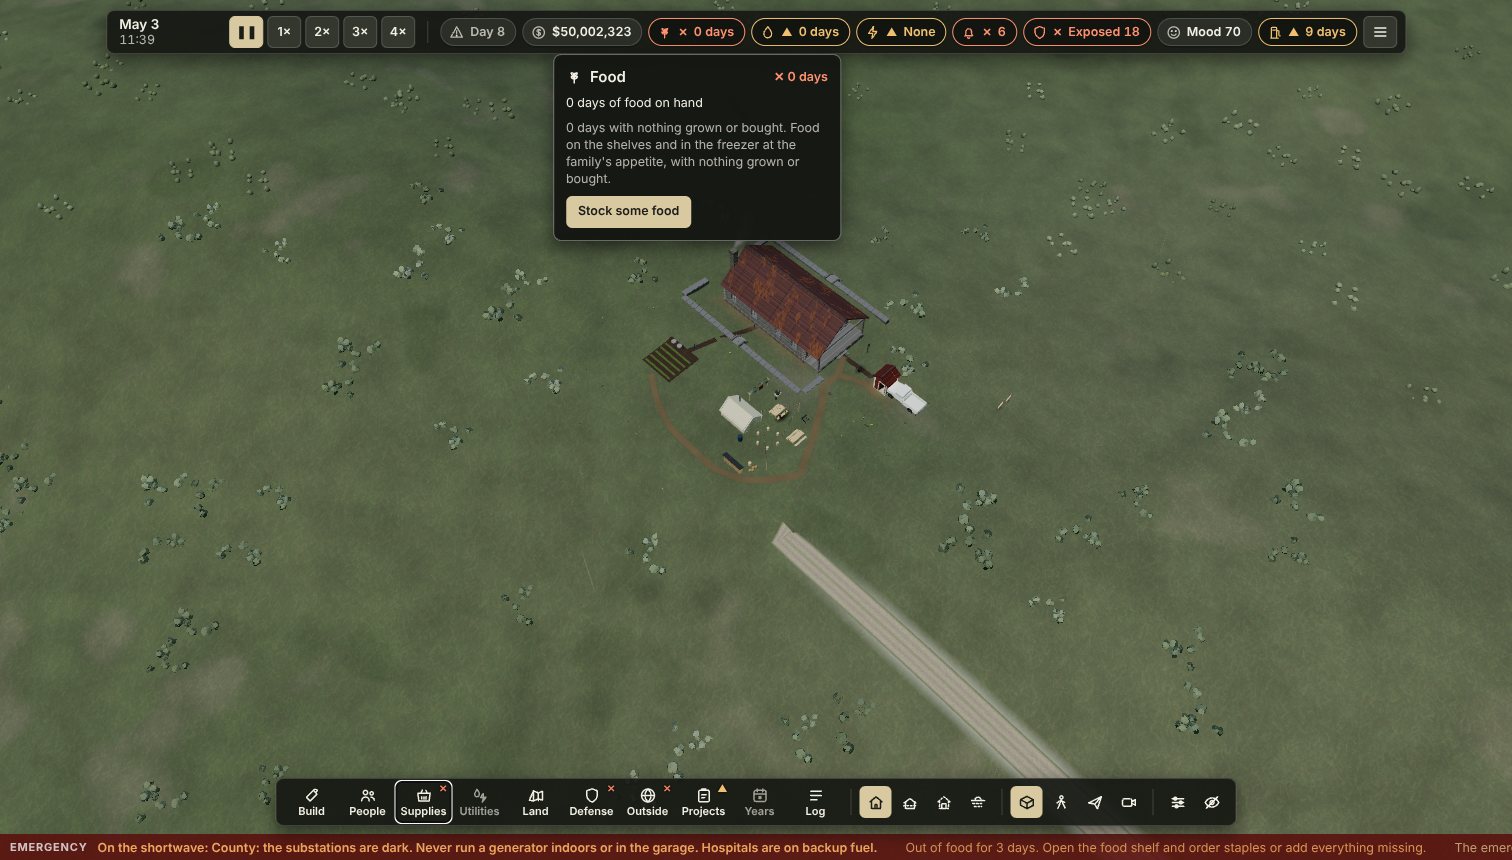 May 3
11:39
1×
2×
3×
4×
Day 8
$50,002,323
× 0 days
0 days
None
× 6
× Exposed 18
Mood 70
9 days
Food
× 0 days
0 days of food on hand
0 days with nothing grown or bought. Food
on the shelves and in the freezer at the
family's appetite, with nothing grown or
bought.
Stock some food
Build
People
Supplies
Utilities
Land
Defense
Outside
Projects
Years
Log
EMERGENCY On the shortwave: County: the substations are dark. Never run a generator indoors or in the garage. Hospitals are on backup fuel. Out of food for 3 days. Open the food shelf and order staples or add everything missing. The eme